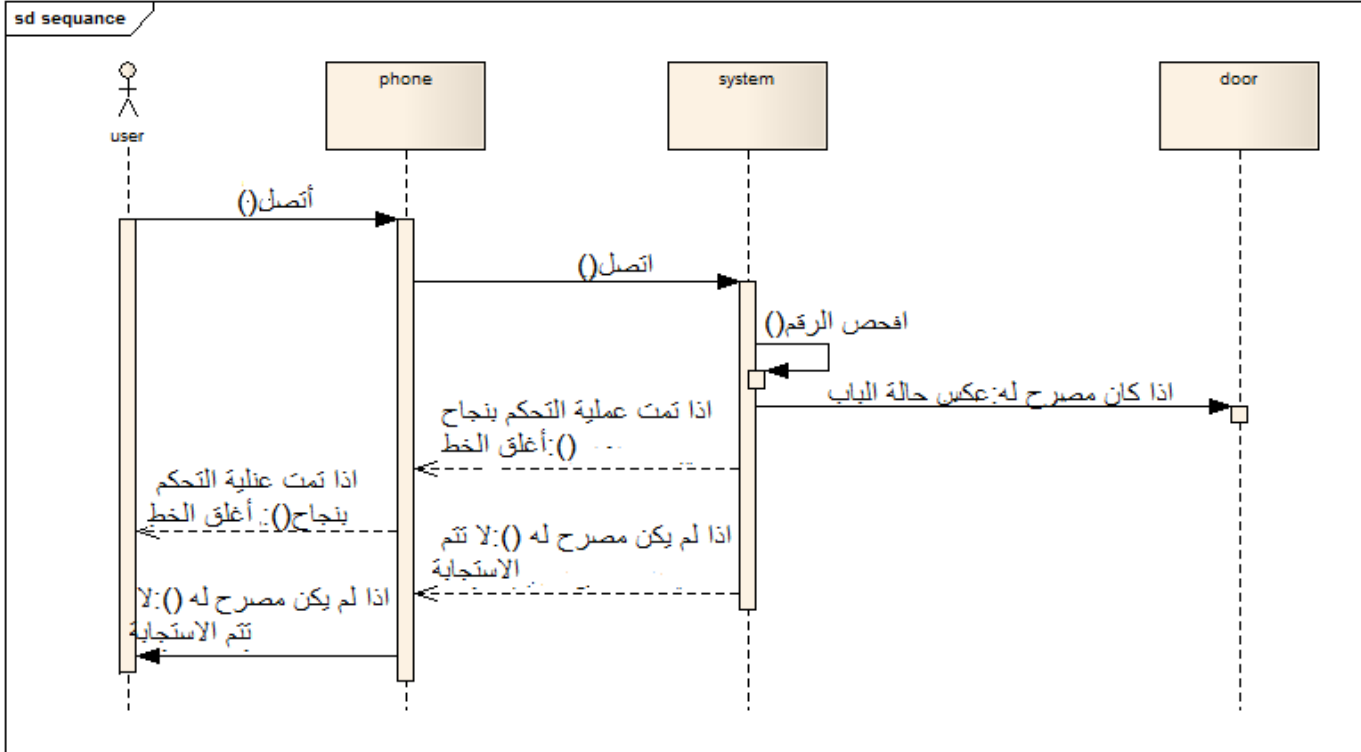 sd sequance
phone
system
door
user
أتصل()
اتصل()
افحص الرقم()
اذا كان مصرح له:عكس حالة الباب
اذا تمت عملية التحكم بنجاح
():أغلق الخط
اذا تمت عنلية التحكم
بنجاح():. أغلق الخط
اذا لم يكن مصرح له ():لا تتم
الاستجابة
اذا لم يكن مصرح له ():لا
تتم الاستجابة